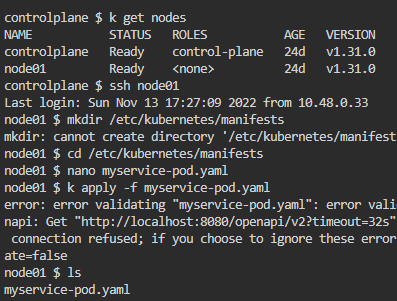 controlplane $ k get nodes
NAME STATUS ROLES AGE VERSION
controlplane Ready control-plane 24d v1.31.0
node01 Ready <none> 24d v1.31.0
controlplane $ ssh node01
Last login: Sun Nov 13 17:27:09 2022 from 10.48.0.33
node01 $ mkdir /etc/kubernetes/manifests
mkdir: cannot create directory '/etc/kubernetes/manifest
node01 $ cd /etc/kubernetes/manifests
node01 $ nano myservice-pod.yaml
node01 $ k apply -f myservice-pod.yaml
error: error validating "myservice-pod.yaml": error vali
napi: Get "http://localhost:8080/openapi/v2?timeout=32s"
connection refused; if you choose to ignore these error
ate=false
node01 $ ls
myservice-pod.yaml